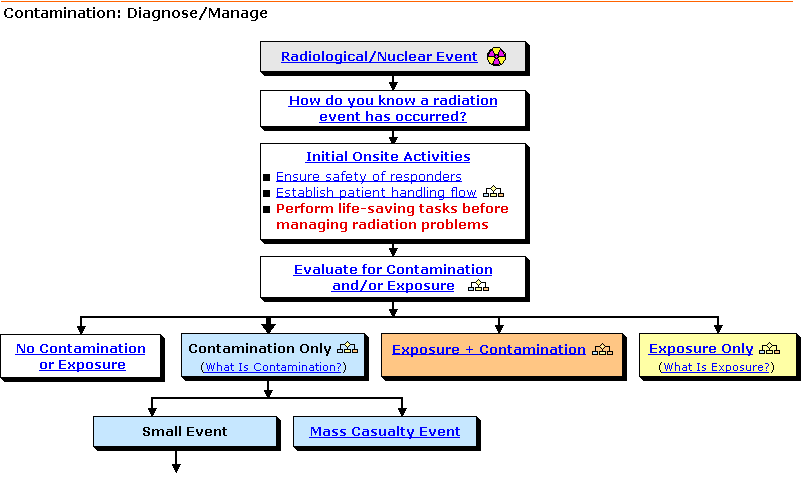 Contamination: Diagnose/Manage
Radiological/Nuclear Event
How do you know a radiation
event has occurred?
Initial Onsite Activities
Ensure safety of responders
Establish patient handling flow
Perform life-saving tasks before
managing radiation problems
Evaluate for Contamination
and/or Exposure
No Contamination
or Exposure
Contamination Only
(What Is Contamination?)
Exposure + Contamination
Exposure Only
(What Is Exposure?)
Small Event
Mass Casualty Event